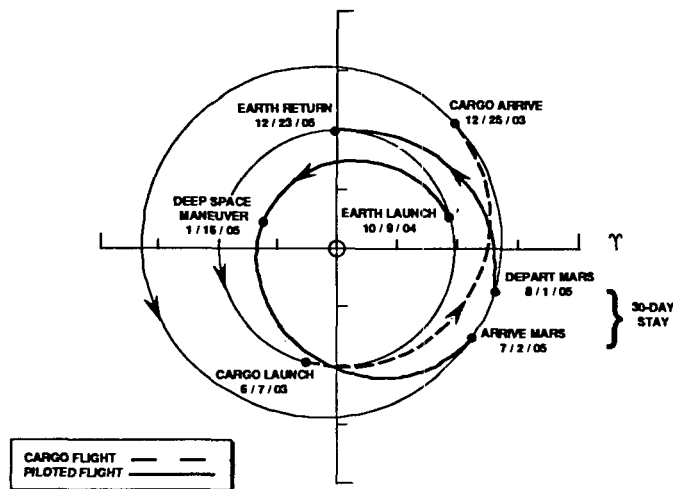 EARTH RETURN
12 / 23 / 05
CARGO ARRIVE
12 / 25 / 03
DEEP SPACE
MANEUVER
1 / 15 / 05
EARTH LAUNCH
10 / 9 / 04
♈
DEPART MARS
8 / 1 / 05
30-DAY
STAY
ARRIVE MARS
7 / 2 / 05
CARGO LAUNCH
6 / 7 / 03
CARGO FLIGHT
PILOTED FLIGHT